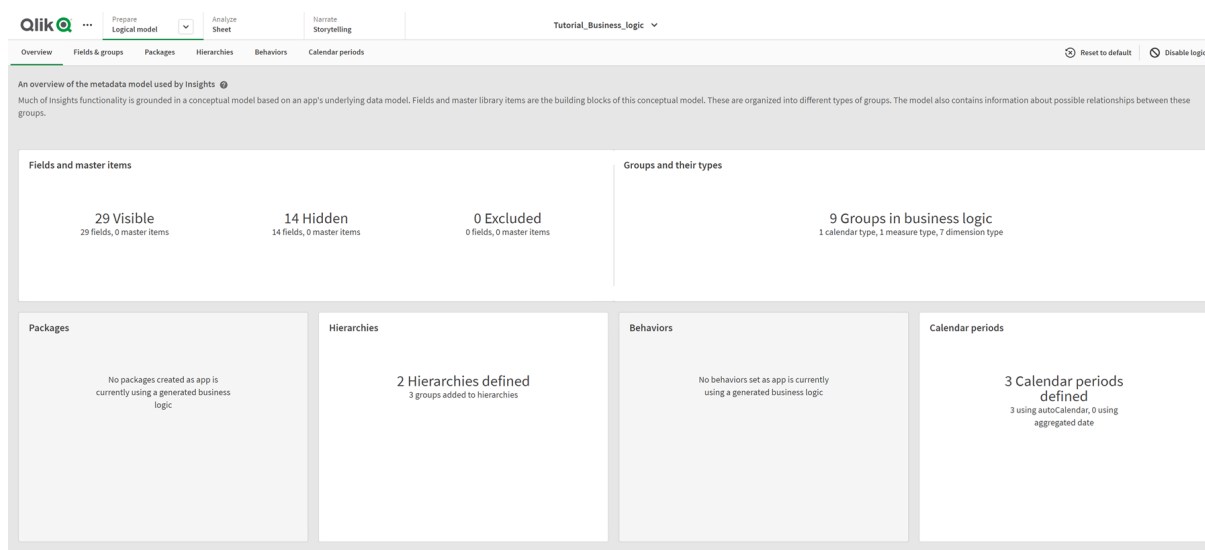 Qlik
Prepare
Logical model
Analyze
Sheet
Narrate
Storytelling
Tutorial_Business_logic
Overview
Fields & groups
Packages
Hierarchies
Behaviors
Calendar periods
Reset to default
Disable logic
An overview of the metadata model used by Insights
Much of Insights functionality is grounded in a conceptual model based on an app's underlying data model. Fields and master library items are the building blocks of this conceptual model. These are organized into different types of groups. The model also contains information about possible relationships between these
groups.
Fields and master items
29 Visible
29 fields, 0 master items
14 Hidden
14 fields, 0 master items
0 Excluded
0 fields, 0 master items
Groups and their types
9 Groups in business logic
1 calendar type, 1 measure type, 7 dimension type
Packages
No packages created as app is
currently using a generated business
logic
Hierarchies
2 Hierarchies defined
3 groups added to hierarchies
Behaviors
No behaviors set as app is currently
using a generated business logic
Calendar periods
3 Calendar periods
defined
3 using autoCalendar, 0 using
aggregated date